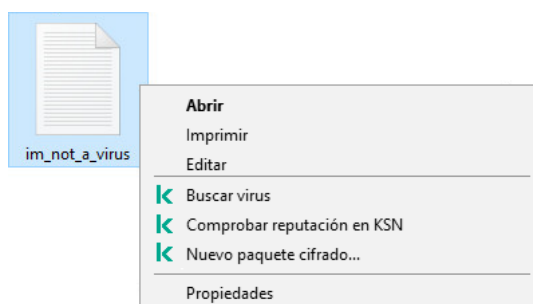 im_not_a_virus
Abrir
Imprimir
Editar
Buscar virus
Comprobar reputación en KSN
Nuevo paquete cifrado...
Propiedades